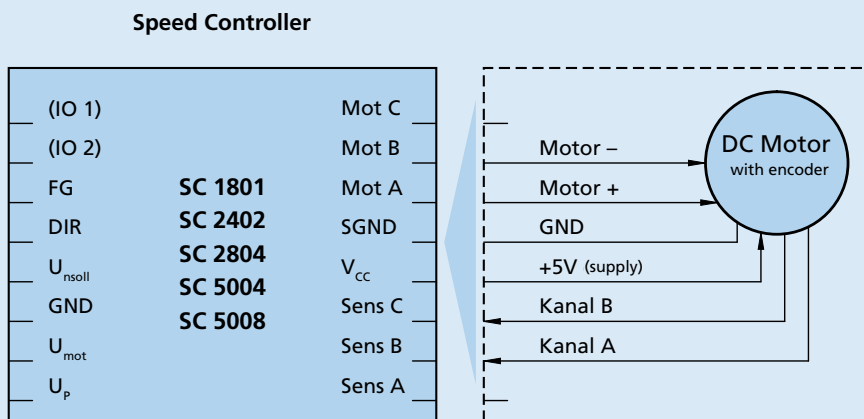 Speed Controller
(IO 1)
(IO 2)
FG
DIR
Unsoll
GND
Umot
UP
SC 1801
SC 2402
SC 2804
SC 5004
SC 5008
Mot C
Mot B
Mot A
SGND
VCC
Sens C
Sens B
Sens A
Motor –
Motor +
GND
+5V (supply)
Kanal B
Kanal A
DC Motor
with encoder